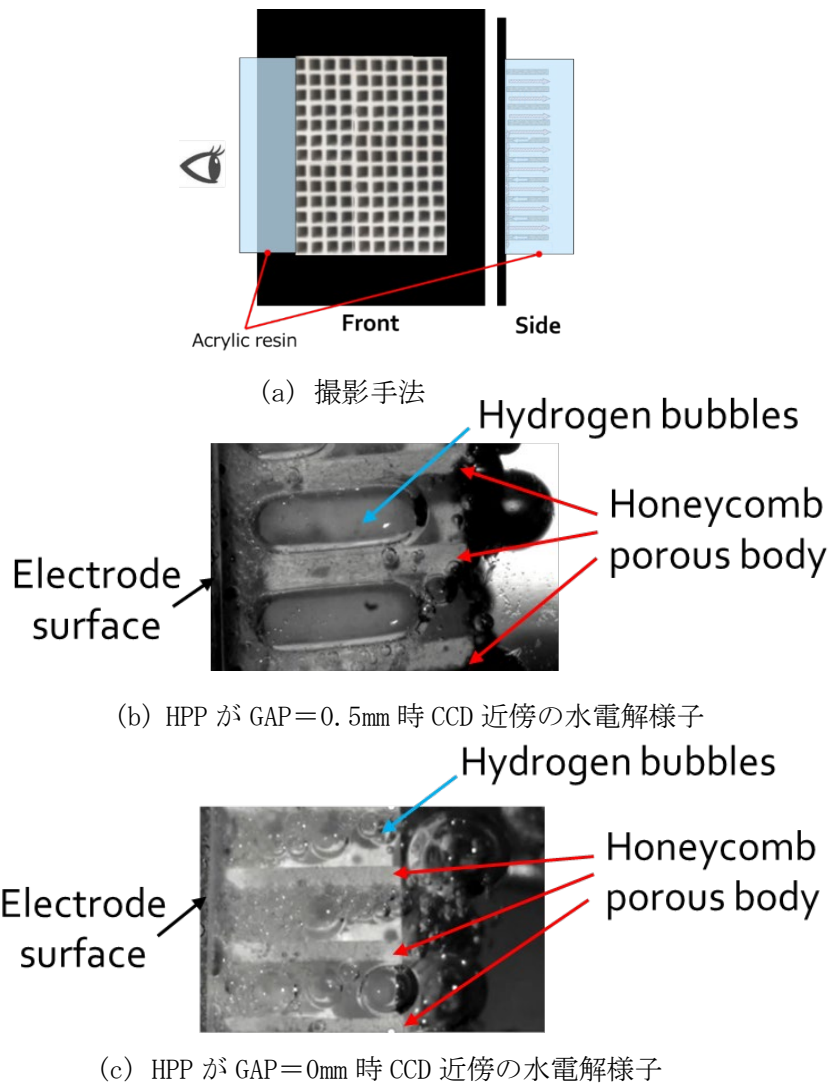 Acrylic resin
Front
Side
(a) 撮影手法
Hydrogen bubbles
Honeycomb
porous body
Electrode
surface
(b) HPP が GAP=0.5mm 時 CCD 近傍の水電解様子
Hydrogen bubbles
Honeycomb
porous body
Electrode
surface
(c) HPP が GAP=0mm 時 CCD 近傍の水電解様子